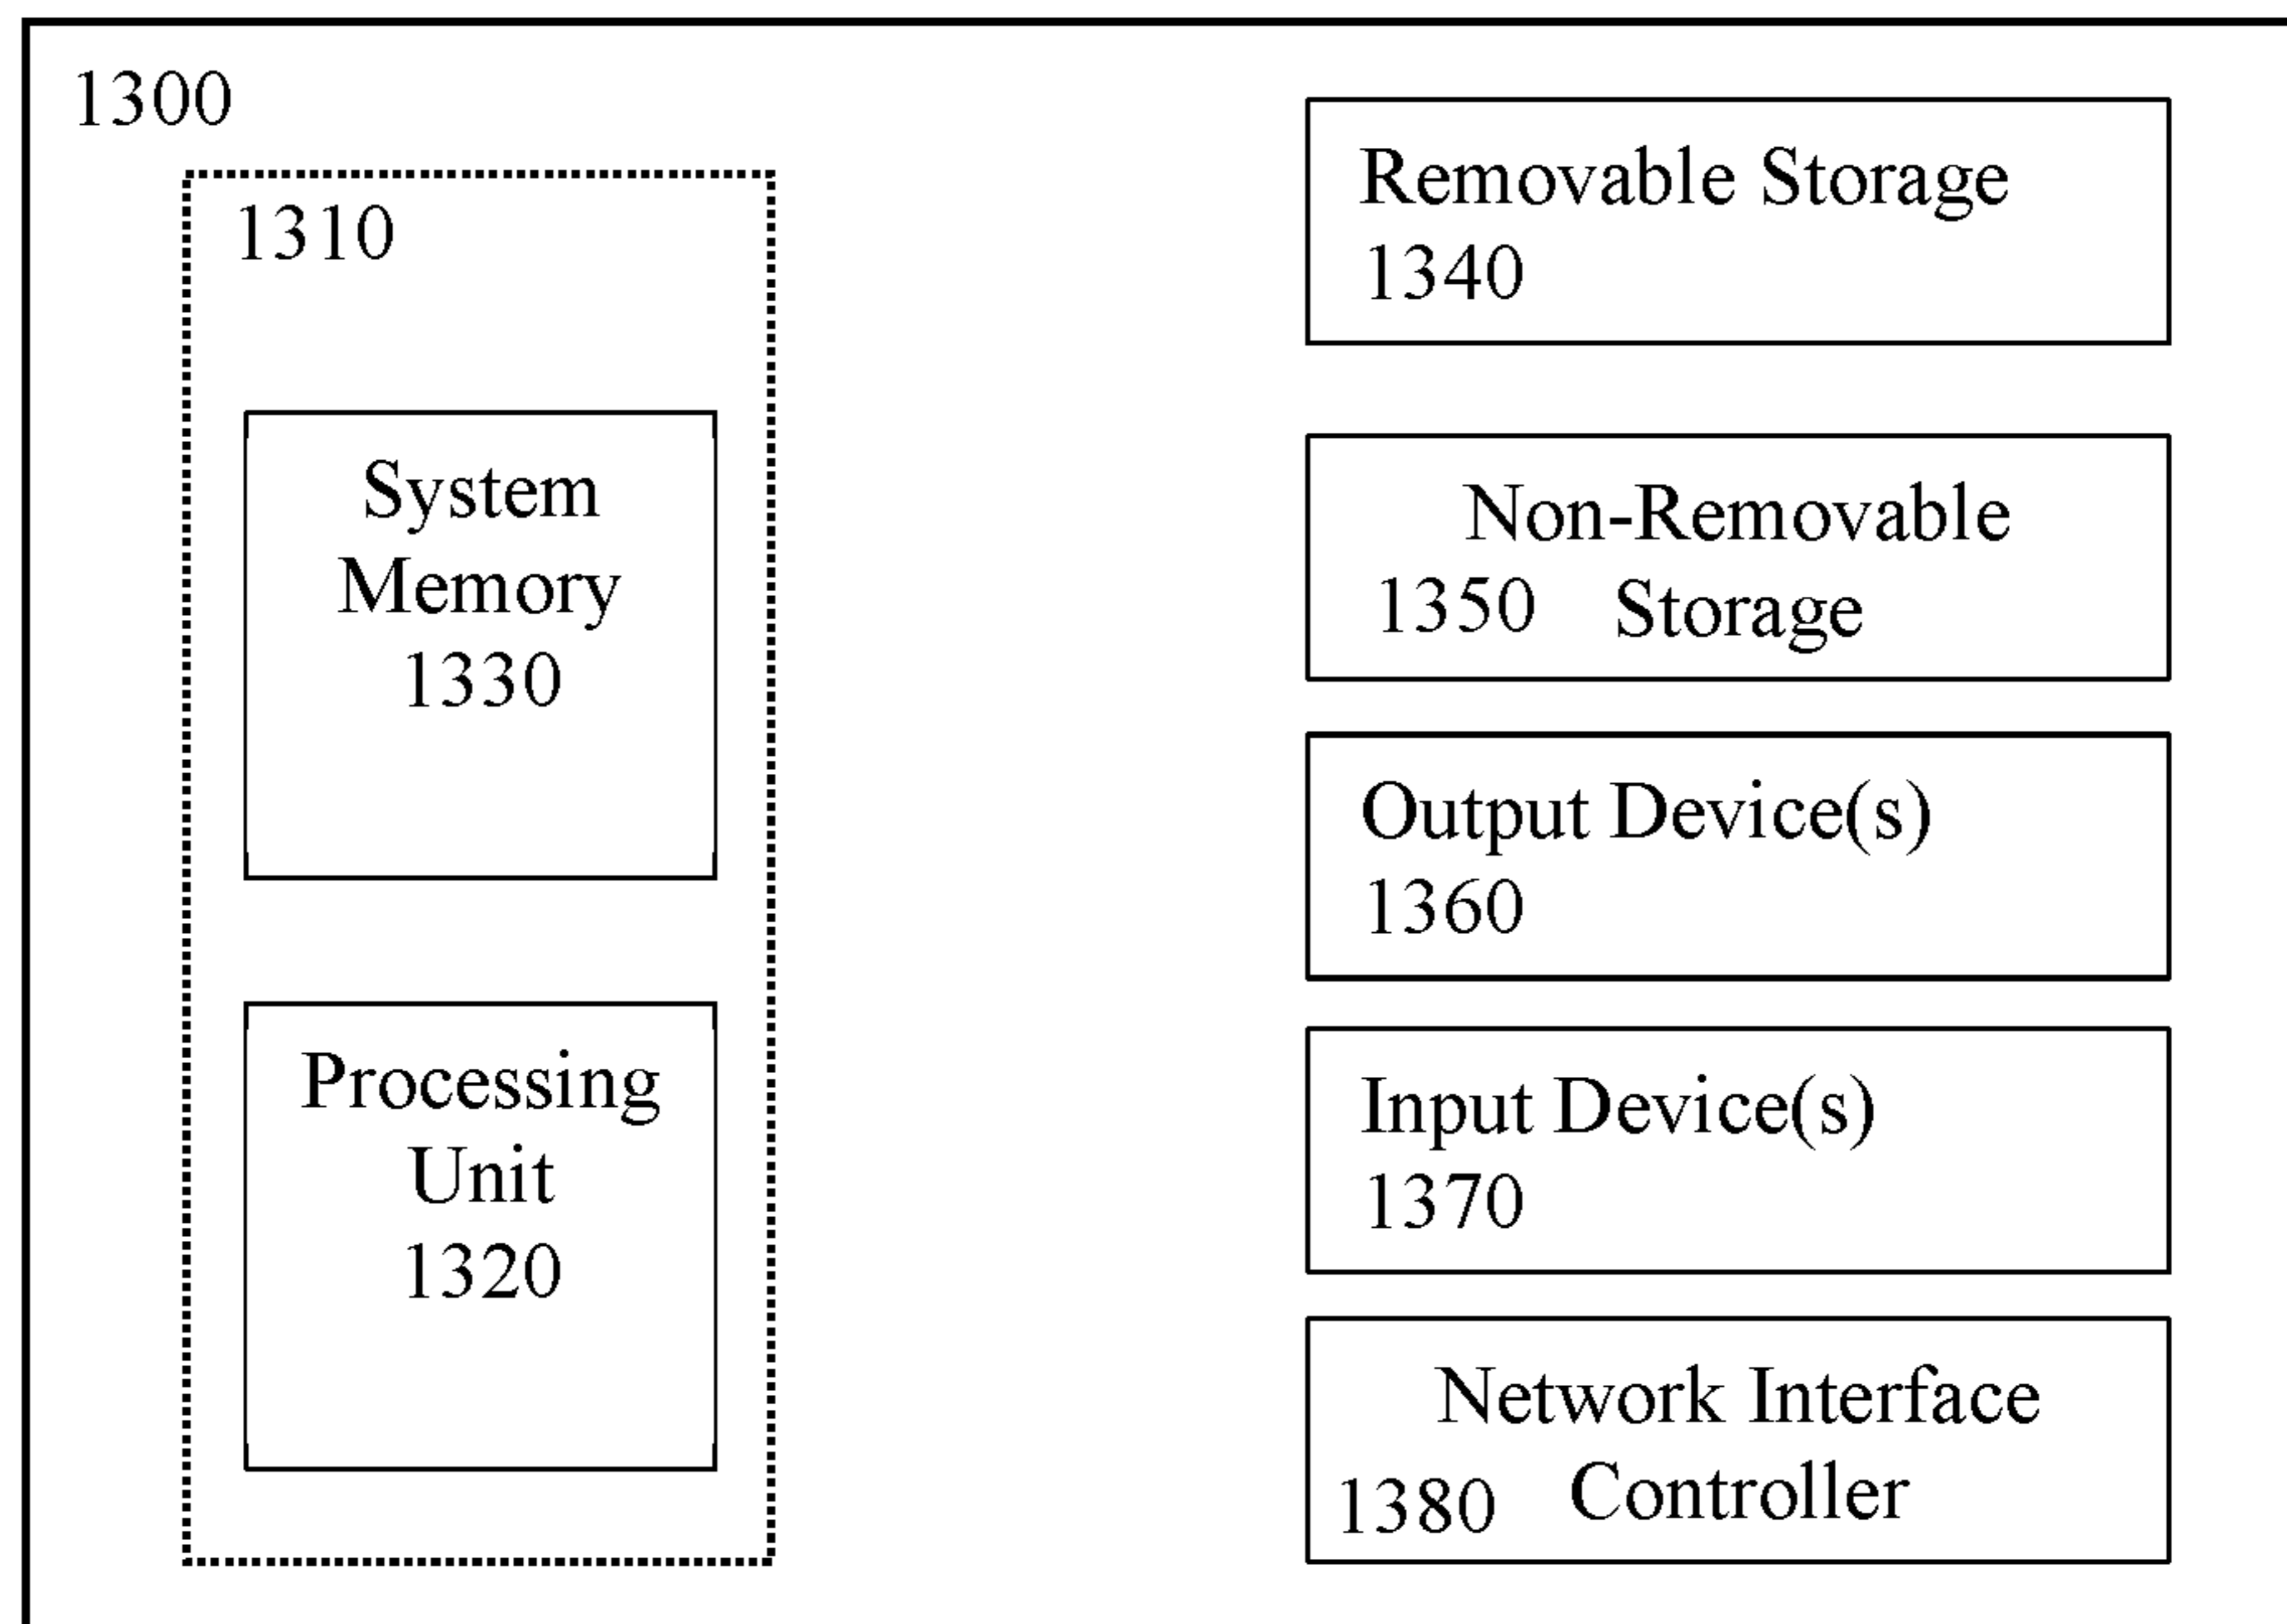 1300
1310
System
Memory
1330
Processing
Unit
1320
Removable Storage
1340
Non-Removable
1350 Storage
Output Device(s)
1360
Input Device(s)
1370
Network Interface
1380 Controller